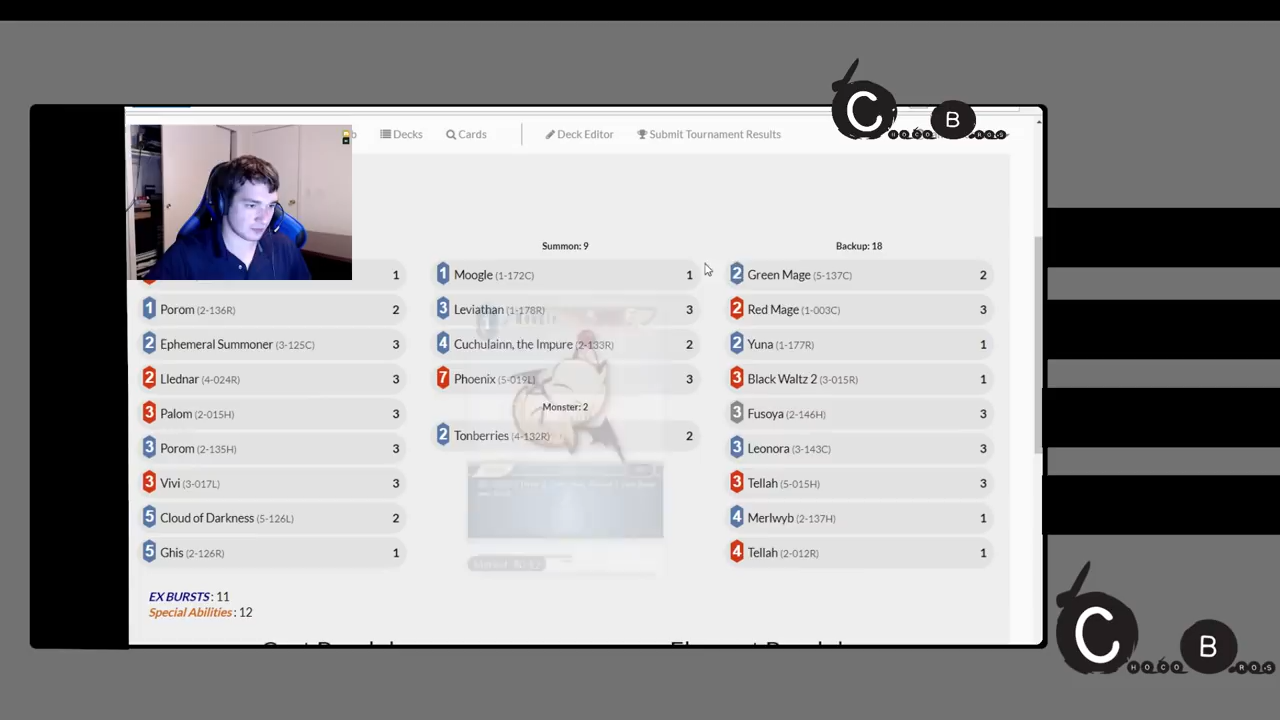 C
B
HOCO
BROS
Decks
Cards
Deck Editor
Submit Tournament Results
1
Porom (2-136R) 2
2 Ephemeral Summoner (3-125C) 3
2 Llednar (4-024R) 3
3 Palom (2-015H) 3
3 Porom (2-135H) 3
3 Vivi (3-017L) 3
5 Cloud of Darkness (5-126L) 2
5 Ghis (2-126R) 1
EX BURSTS : 11
Special Abilities : 12
Summon: 9
1 Moogle (1-172C) 1
3 Leviathan (1-178R) 3
4 Cuchulainn, the Impure (2-133R) 2
7 Phoenix (5-019L) 3
Monster: 2
2 Tonberries (4-132R) 2
Backup: 18
2 Green Mage (5-137C) 2
2 Red Mage (1-003C) 3
2 Yuna (1-177R) 1
3 Black Waltz 2 (3-015R) 1
3 Fusoya (2-146H) 3
3 Leonora (3-143C) 3
3 Tellah (5-015H) 3
4 Merlwyb (2-137H) 1
4 Tellah (2-012R) 1
C
B
HOCO
ROS